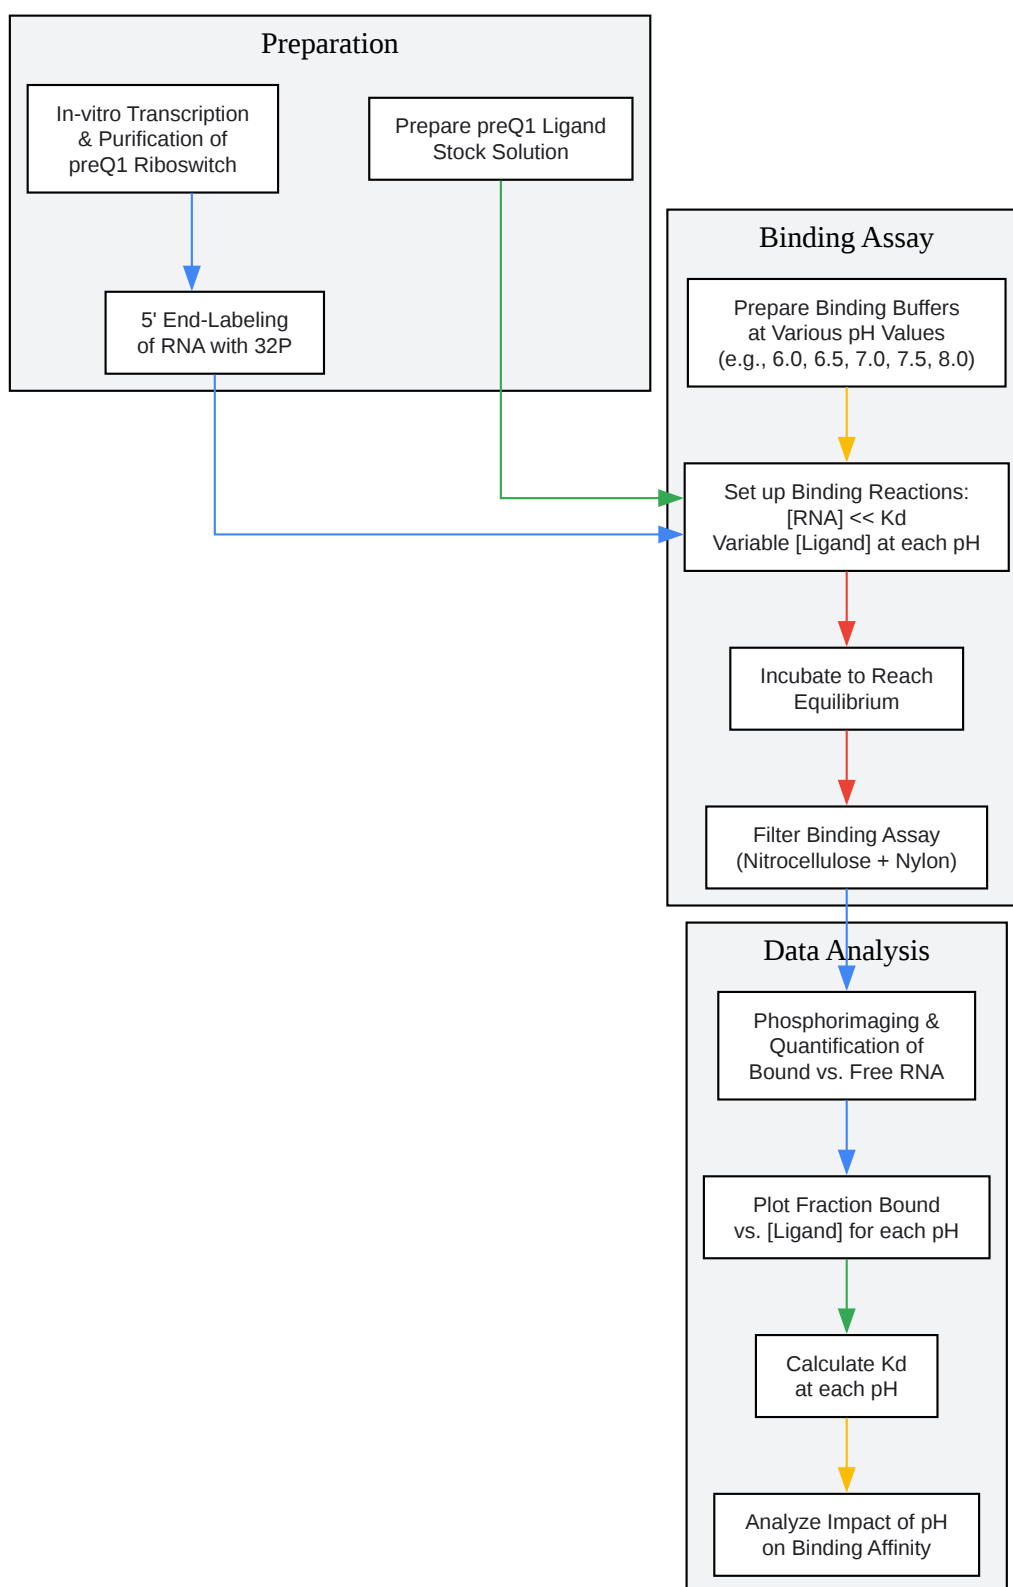 Preparation
In-vitro Transcription
& Purification of
preQ1 Riboswitch
Prepare preQ1 Ligand
Stock Solution
5' End-Labeling
of RNA with 32P
Binding Assay
Prepare Binding Buffers
at Various pH Values
(e.g., 6.0, 6.5, 7.0, 7.5, 8.0)
Set up Binding Reactions:
[RNA] << Kd
Variable [Ligand] at each pH
Incubate to Reach
Equilibrium
Filter Binding Assay
(Nitrocellulose + Nylon)
Data Analysis
Phosphorimaging &
Quantification of
Bound vs. Free RNA
Plot Fraction Bound
vs. [Ligand] for each pH
Calculate Kd
at each pH
Analyze Impact of pH
on Binding Affinity